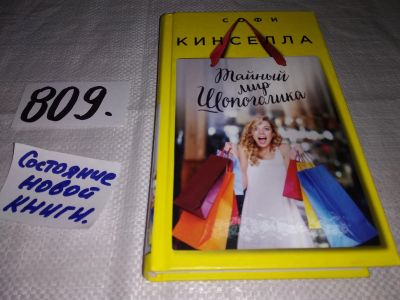 СОФИ
КИНСЕЛЛА
Тайный
мир
Шопоголика
809.
Состояние
новой
книги.